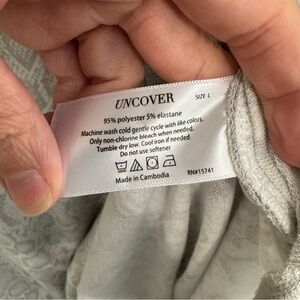 UNCOVER
SIZE L
95% polyester 5% elastane
Machine wash cold gentle cycle with like colors.
Only non-chlorine bleach when needed.
Tumble dry low. Cool iron if needed
Do not use softener
Made in Cambodia
RN#15741